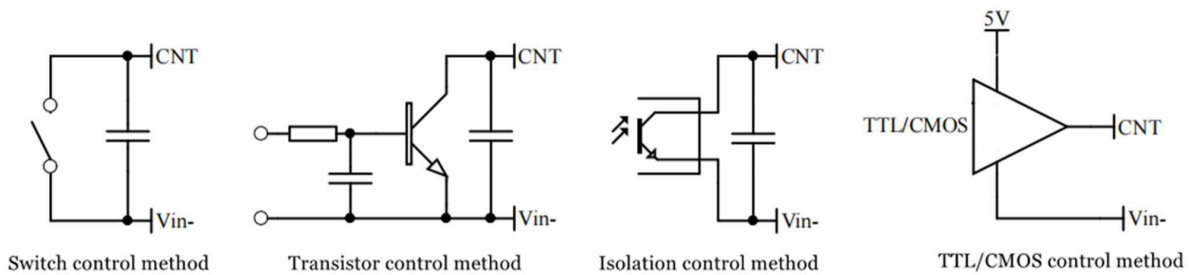 CNT
Vin-
Switch control method
CNT
Vin-
Transistor control method
CNT
Vin-
Isolation control method
5V
TTL/CMOS
CNT
Vin-
TTL/CMOS control method